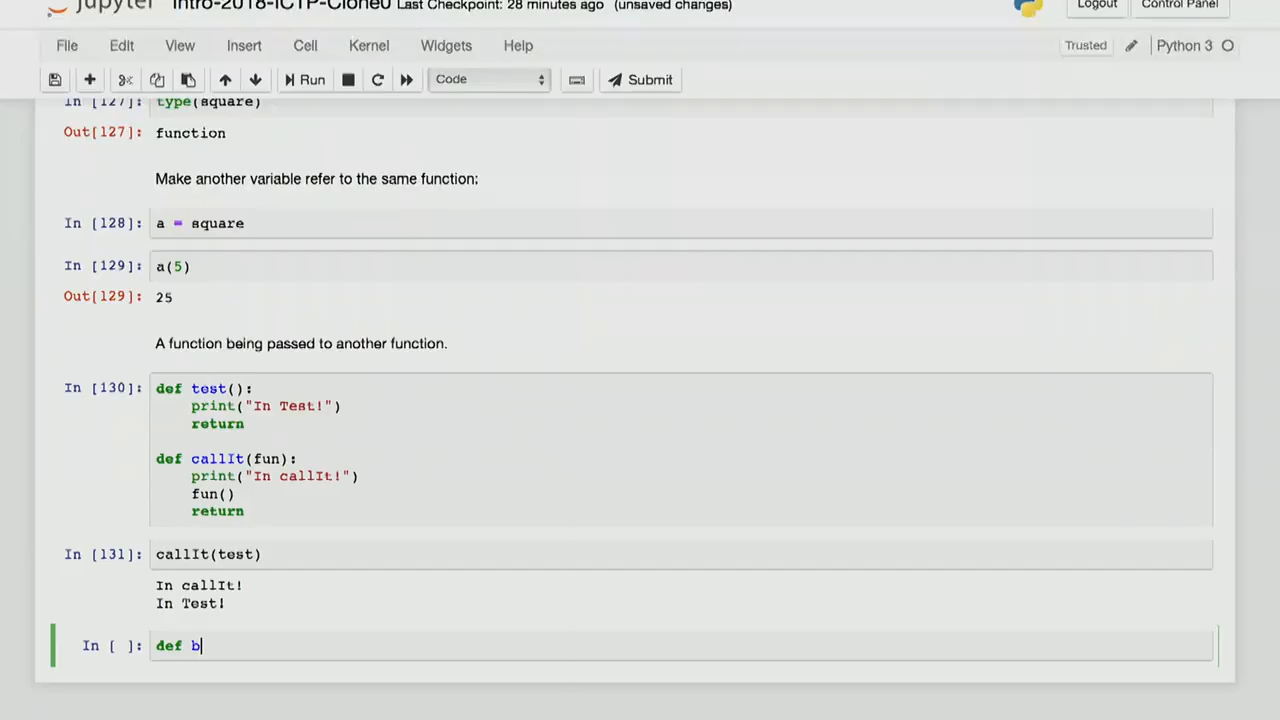 jupyter Intro-2018-ICTP-Clone0 Last Checkpoint: 28 minutes ago (unsaved changes)
Logout Control Panel
File Edit View Insert Cell Kernel Widgets Help
Trusted Python 3
Run Code Submit
In [127]: type(square)
Out[127]: function
Make another variable refer to the same function;
In [128]: a = square
In [129]: a(5)
Out[129]: 25
A function being passed to another function.
In [130]: def test():
print("In Test!")
return
def callIt(fun):
print("In callIt!")
fun()
return
In [131]: callIt(test)
In callIt!
In Test!
In [ ]: def b